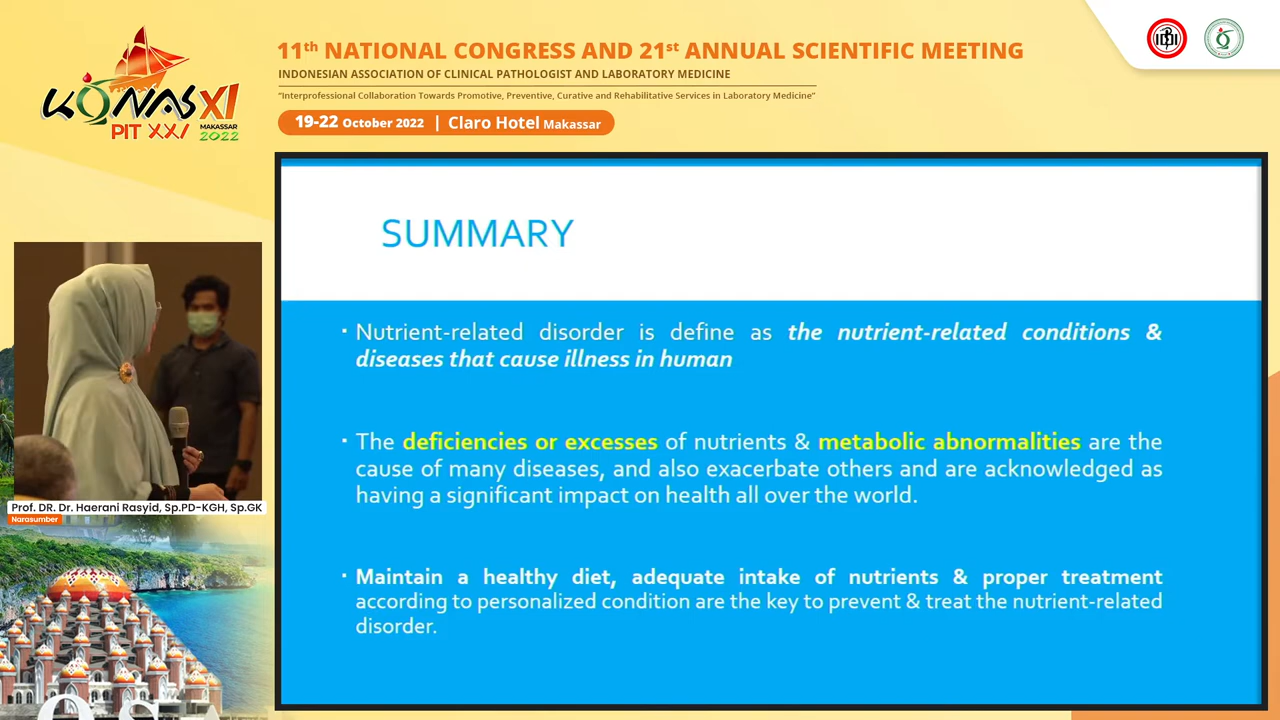 KONAS XI
PIT XXI
MAKASSAR
2022
11th NATIONAL CONGRESS AND 21st ANNUAL SCIENTIFIC MEETING
INDONESIAN ASSOCIATION OF CLINICAL PATHOLOGIST AND LABORATORY MEDICINE
"Interprofessional Collaboration Towards Promotive, Preventive, Curative and Rehabilitative Services in Laboratory Medicine"
19-22 October 2022 | Claro Hotel Makassar
SUMMARY
▪ Nutrient-related disorder is define as the nutrient-related conditions &
diseases that cause illness in human
▪ The deficiencies or excesses of nutrients & metabolic abnormalities are the
cause of many diseases, and also exacerbate others and are acknowledged as
having a significant impact on health all over the world.
▪ Maintain a healthy diet, adequate intake of nutrients & proper treatment
according to personalized condition are the key to prevent & treat the nutrient-related
disorder.
Prof. DR. Dr. Haerani Rasyid, Sp.PD-KGH, Sp.GK
Narasumber